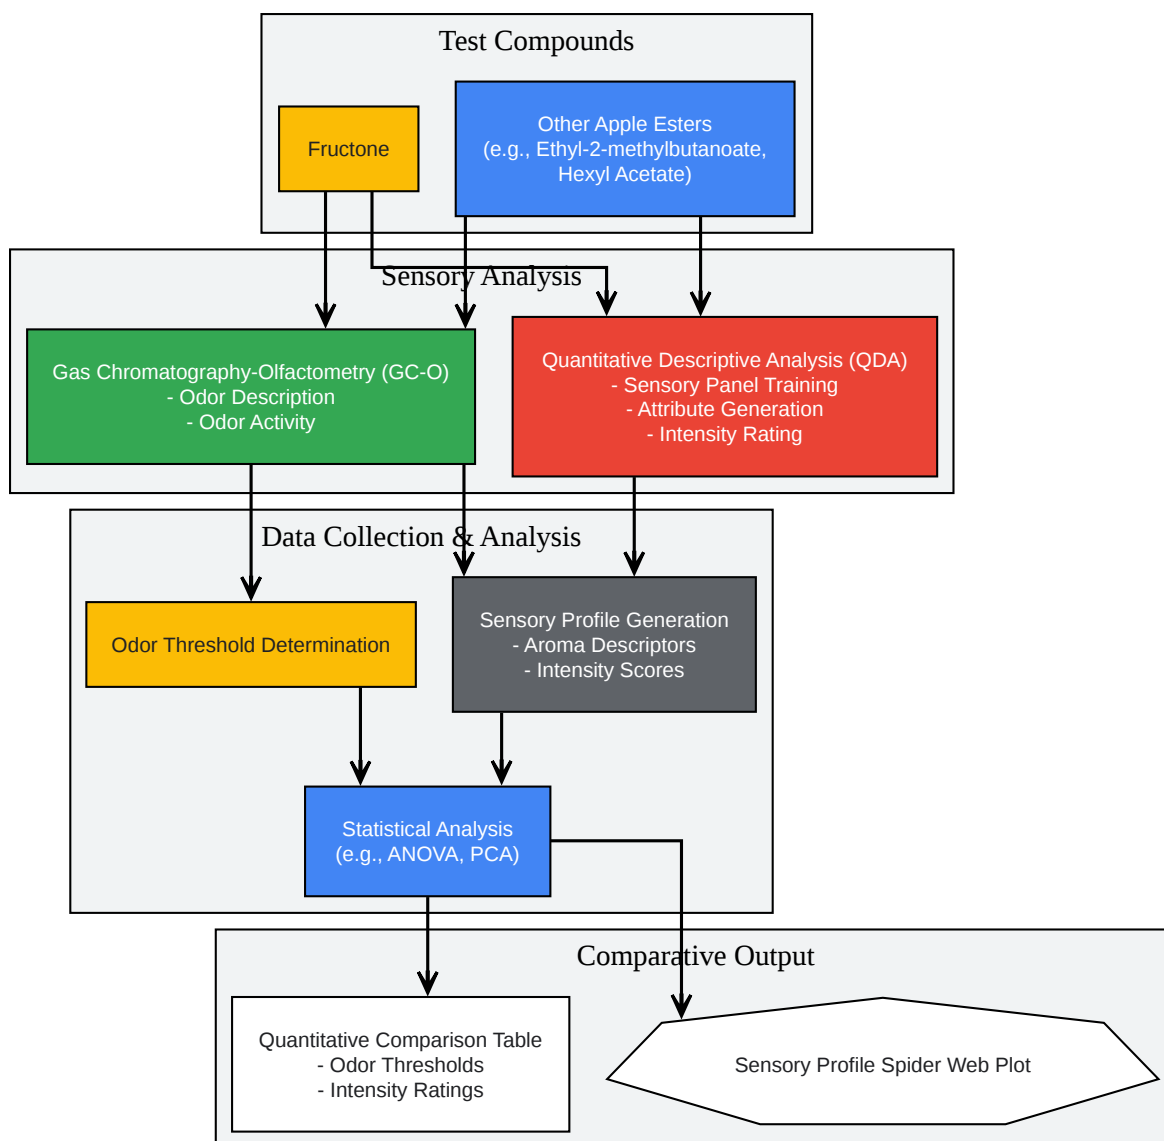 Test Compounds
Fructone
Other Apple Esters
(e.g., Ethyl-2-methylbutanoate,
Hexyl Acetate)
Sensory Analysis
Gas Chromatography-Olfactometry (GC-O)
- Odor Description
- Odor Activity
Quantitative Descriptive Analysis (QDA)
- Sensory Panel Training
- Attribute Generation
- Intensity Rating
Data Collection & Analysis
Odor Threshold Determination
Sensory Profile Generation
- Aroma Descriptors
- Intensity Scores
Statistical Analysis
(e.g., ANOVA, PCA)
Comparative Output
Quantitative Comparison Table
- Odor Thresholds
- Intensity Ratings
Sensory Profile Spider Web Plot